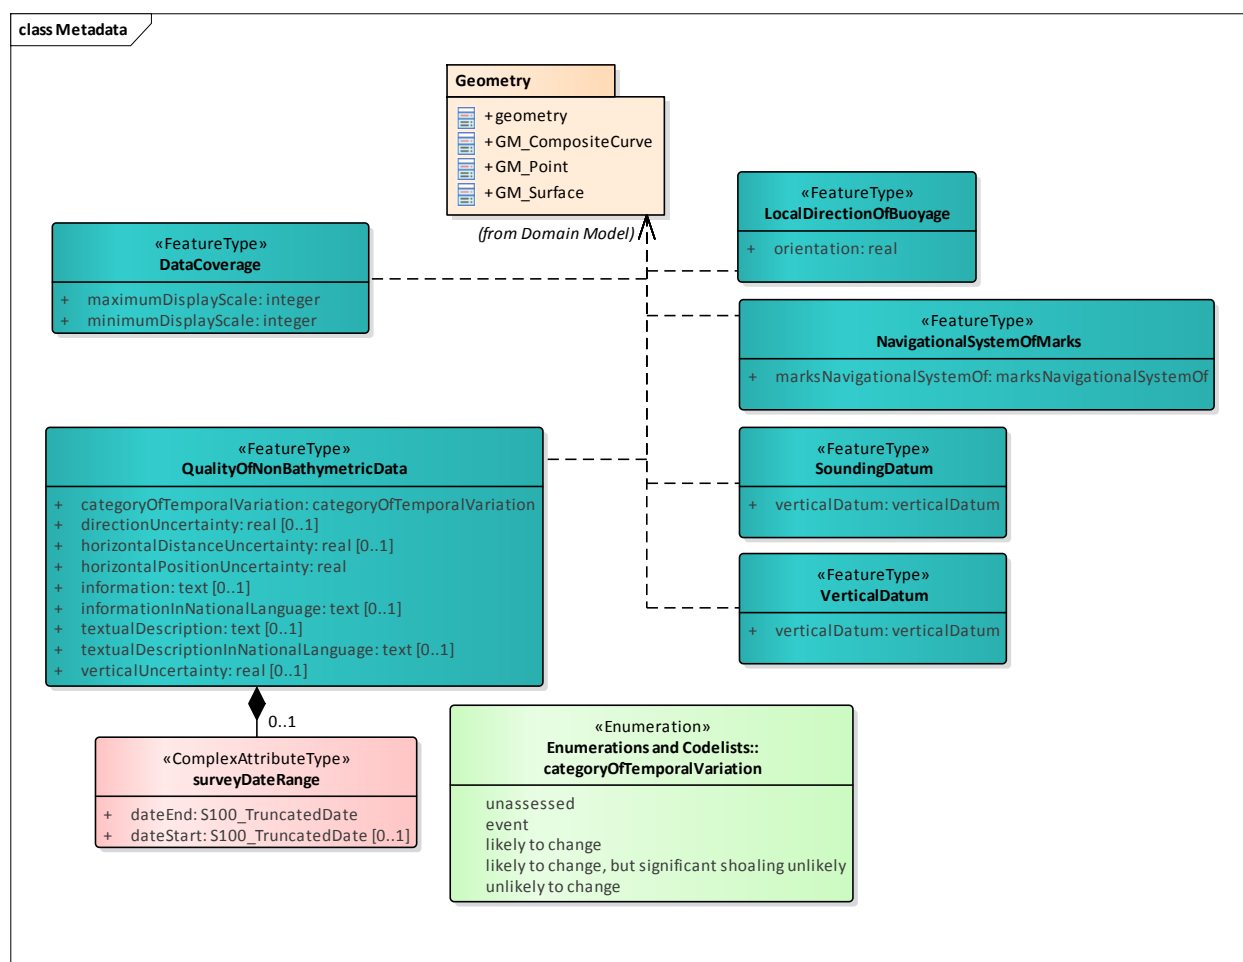 class Metadata
Geometry
+geometry
+GM_CompositeCurve
+GM_Point
+GM_Surface
(from Domain Model)
«FeatureType»
LocalDirectionOfBuoyage
+ orientation: real
«FeatureType»
DataCoverage
+ maximumDisplayScale: integer
+ minimumDisplayScale: integer
«FeatureType»
NavigationalSystemOfMarks
+ marksNavigationalSystemOf: marksNavigationalSystemOf
«FeatureType»
QualityOfNonBathymetricData
+ categoryOfTemporalVariation: categoryOfTemporalVariation
+ directionUncertainty: real [0..1]
+ horizontalDistanceUncertainty: real [0..1]
+ horizontalPositionUncertainty: real
+ information: text [0..1]
+ informationInNationalLanguage: text [0..1]
+ textualDescription: text [0..1]
+ textualDescriptionInNationalLanguage: text [0..1]
+ verticalUncertainty: real [0..1]
«FeatureType»
SoundingDatum
+ verticalDatum: verticalDatum
«FeatureType»
VerticalDatum
+ verticalDatum: verticalDatum
0..1
«ComplexAttributeType»
surveyDateRange
+ dateEnd: S100_TruncatedDate
+ dateStart: S100_TruncatedDate [0..1]
«Enumeration»
Enumerations and Codelists::
categoryOfTemporalVariation
unassessed
event
likely to change
likely to change, but significant shoaling unlikely
unlikely to change